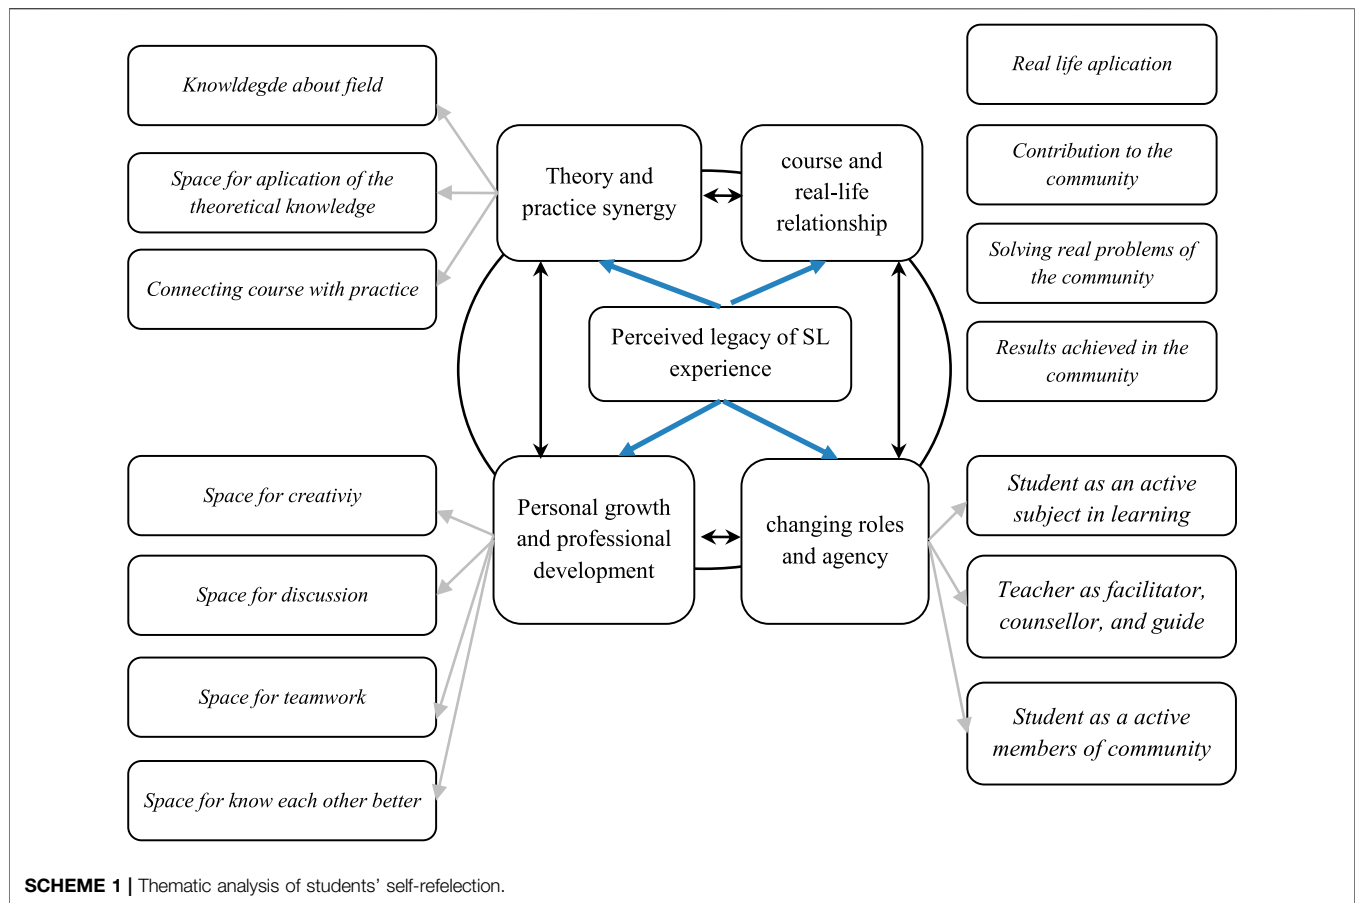 Knowldegde about field
Space for aplication of the
theoretical knowledge
Connecting course with practice
Theory and
practice synergy
course and
real-life
relationship
Real life aplication
Contribution to the
community
Solving real problems of
the community
Results achieved in the
community
Perceived legacy of SL
experience
Space for creativiy
Space for discussion
Space for teamwork
Space for know each other better
Personal growth
and professional
development
changing roles
and agency
Student as an active
subject in learning
Teacher as facilitator,
counsellor, and guide
Student as a active
members of community
SCHEME 1 | Thematic analysis of students’ self-refelection.